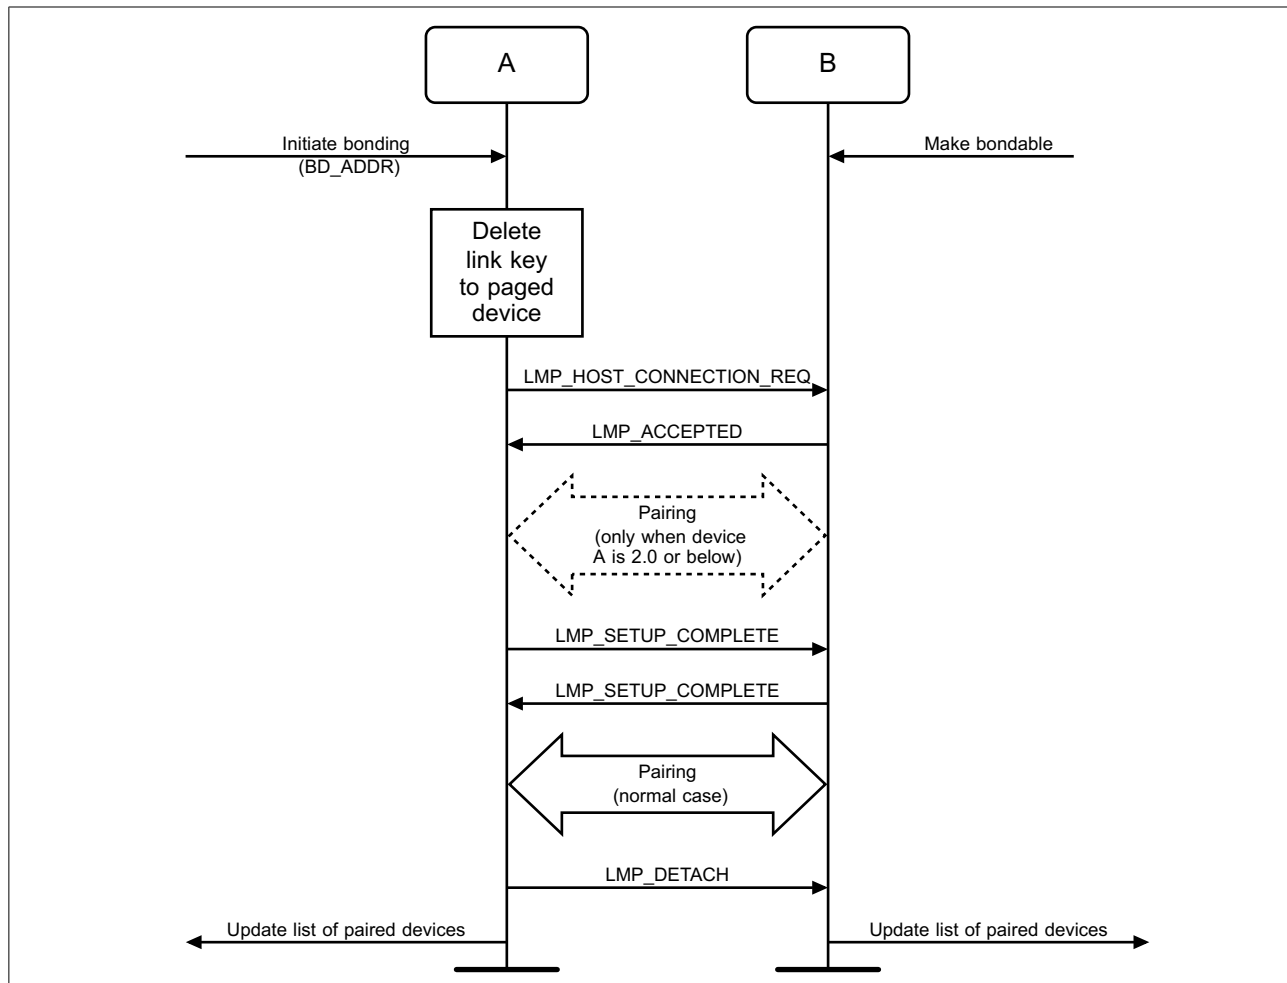 A
B
Initiate bonding
(BD_ADDR)
Make bondable
Delete
link key
to paged
device
LMP_HOST_CONNECTION_REQ
LMP_ACCEPTED
Pairing
(only when device
A is 2.0 or below)
LMP_SETUP_COMPLETE
LMP_SETUP_COMPLETE
Pairing
(normal case)
LMP_DETACH
Update list of paired devices
Update list of paired devices